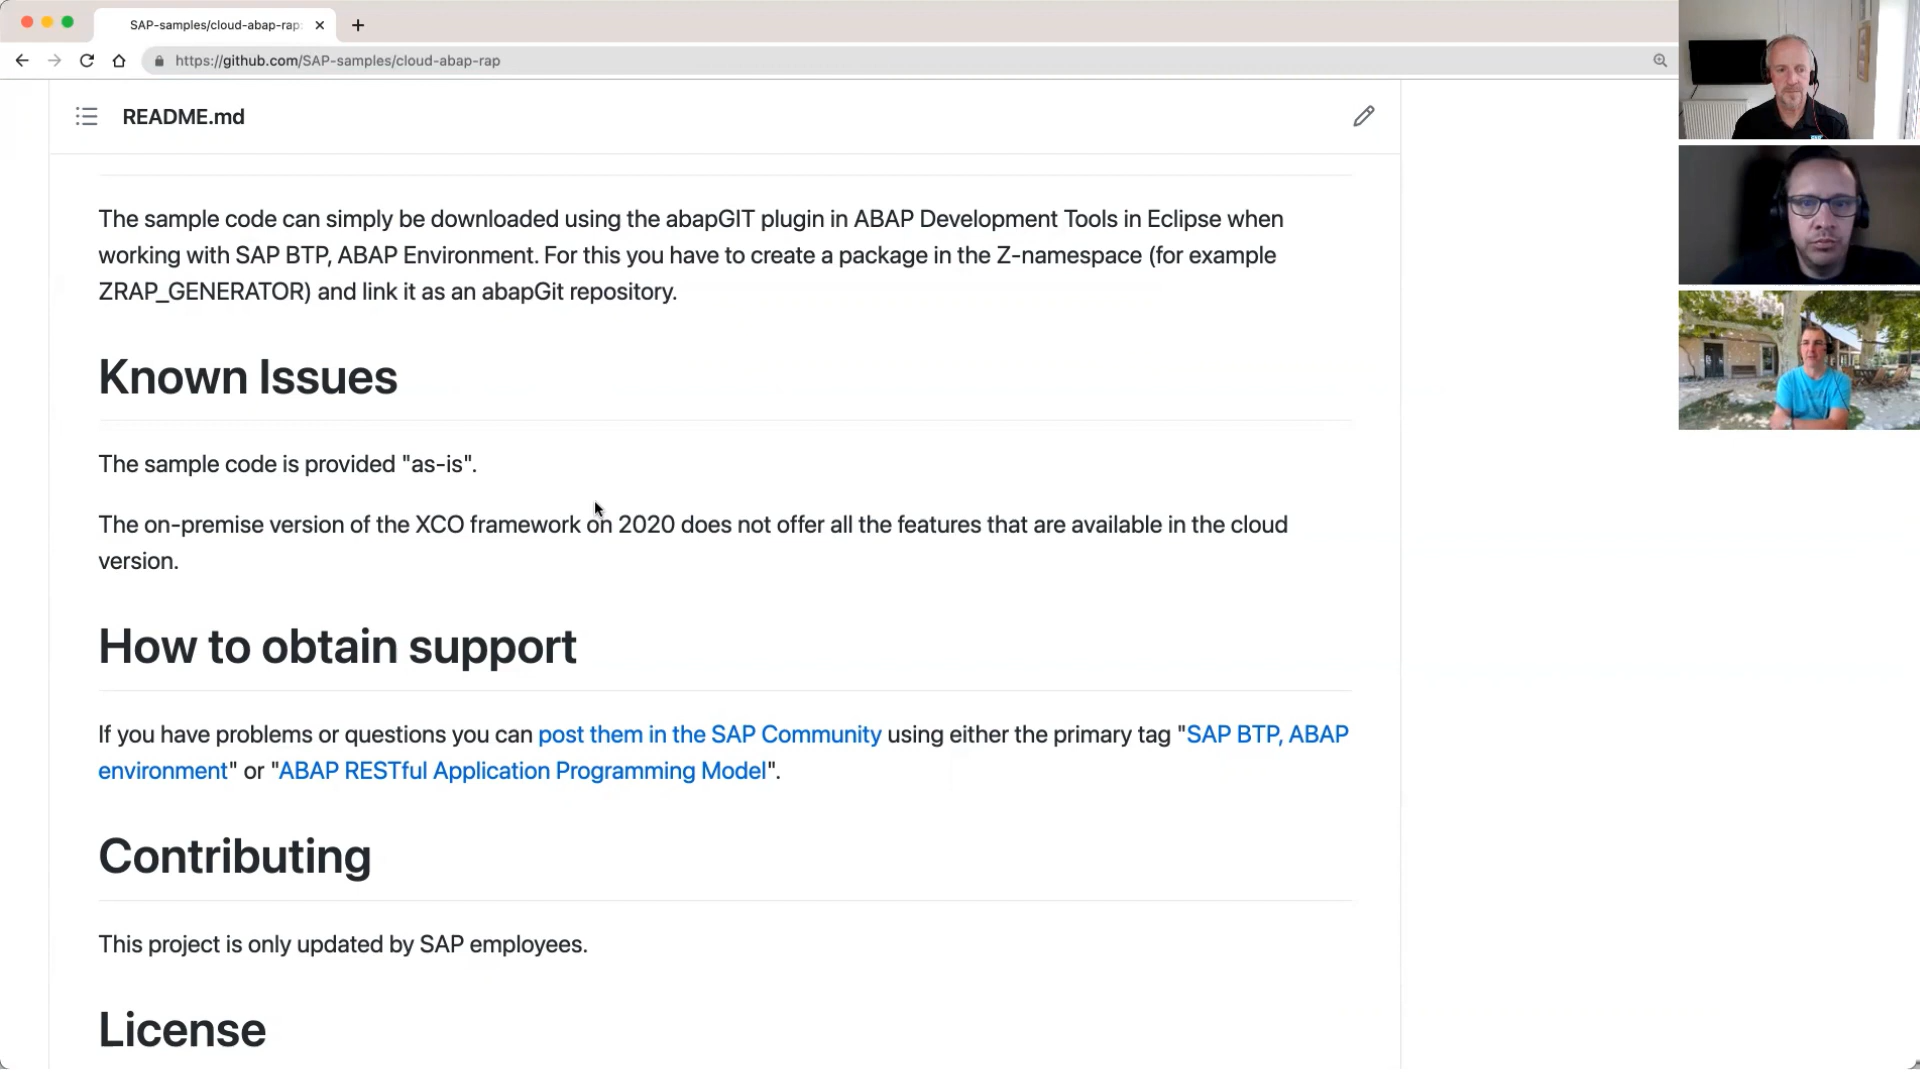 SAP-samples/cloud-abap-rap:
https://github.com/SAP-samples/cloud-abap-rap
README.md
The sample code can simply be downloaded using the abapGIT plugin in ABAP Development Tools in Eclipse when
working with SAP BTP, ABAP Environment. For this you have to create a package in the Z-namespace (for example
ZRAP_GENERATOR) and link it as an abapGit repository.
Known Issues
The sample code is provided "as-is".
The on-premise version of the XCO framework on 2020 does not offer all the features that are available in the cloud
version.
How to obtain support
If you have problems or questions you can post them in the SAP Community using either the primary tag "SAP BTP, ABAP
environment" or "ABAP RESTful Application Programming Model".
Contributing
This project is only updated by SAP employees.
License